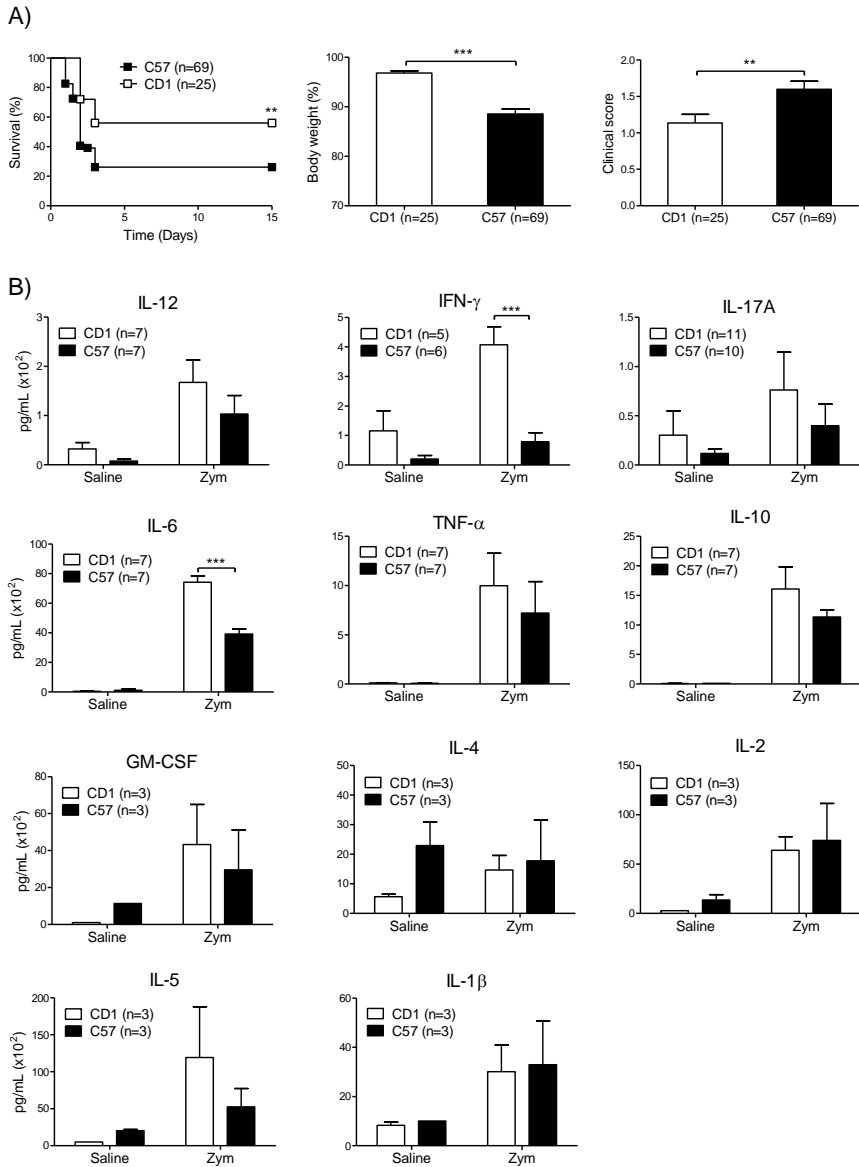 A)
C57 (n=69)
CD1 (n=25)
**
Survival (%)
100
80
60
40
20
0
0 5 10 15
Time (Days)
***
Body weight (%)
100
90
80
70
CD1 (n=25) C57 (n=69)
**
Clinical score
2.0
1.5
1.0
0.5
0.0
CD1 (n=25) C57 (n=69)
B)
IL-12
CD1 (n=7)
C57 (n=7)
pg/mL (x10²)
3
2
1
0
Saline Zym
IFN-γ
CD1 (n=5)
C57 (n=6)
***
5
4
3
2
1
0
Saline Zym
IL-17A
CD1 (n=11)
C57 (n=10)
1.5
1.0
0.5
0.0
Saline Zym
IL-6
CD1 (n=7)
C57 (n=7)
***
pg/mL (x10²)
80
60
40
20
0
Saline Zym
TNF-α
CD1 (n=7)
C57 (n=7)
15
10
5
0
Saline Zym
IL-10
CD1 (n=7)
C57 (n=7)
25
20
15
10
5
0
Saline Zym
GM-CSF
CD1 (n=3)
C57 (n=3)
pg/mL (x10²)
80
60
40
20
0
Saline Zym
IL-4
CD1 (n=3)
C57 (n=3)
50
40
30
20
10
0
Saline Zym
IL-2
CD1 (n=3)
C57 (n=3)
150
100
50
0
Saline Zym
IL-5
CD1 (n=3)
C57 (n=3)
pg/mL (x10²)
200
150
100
50
0
Saline Zym
IL-1β
CD1 (n=3)
C57 (n=3)
60
40
20
0
Saline Zym